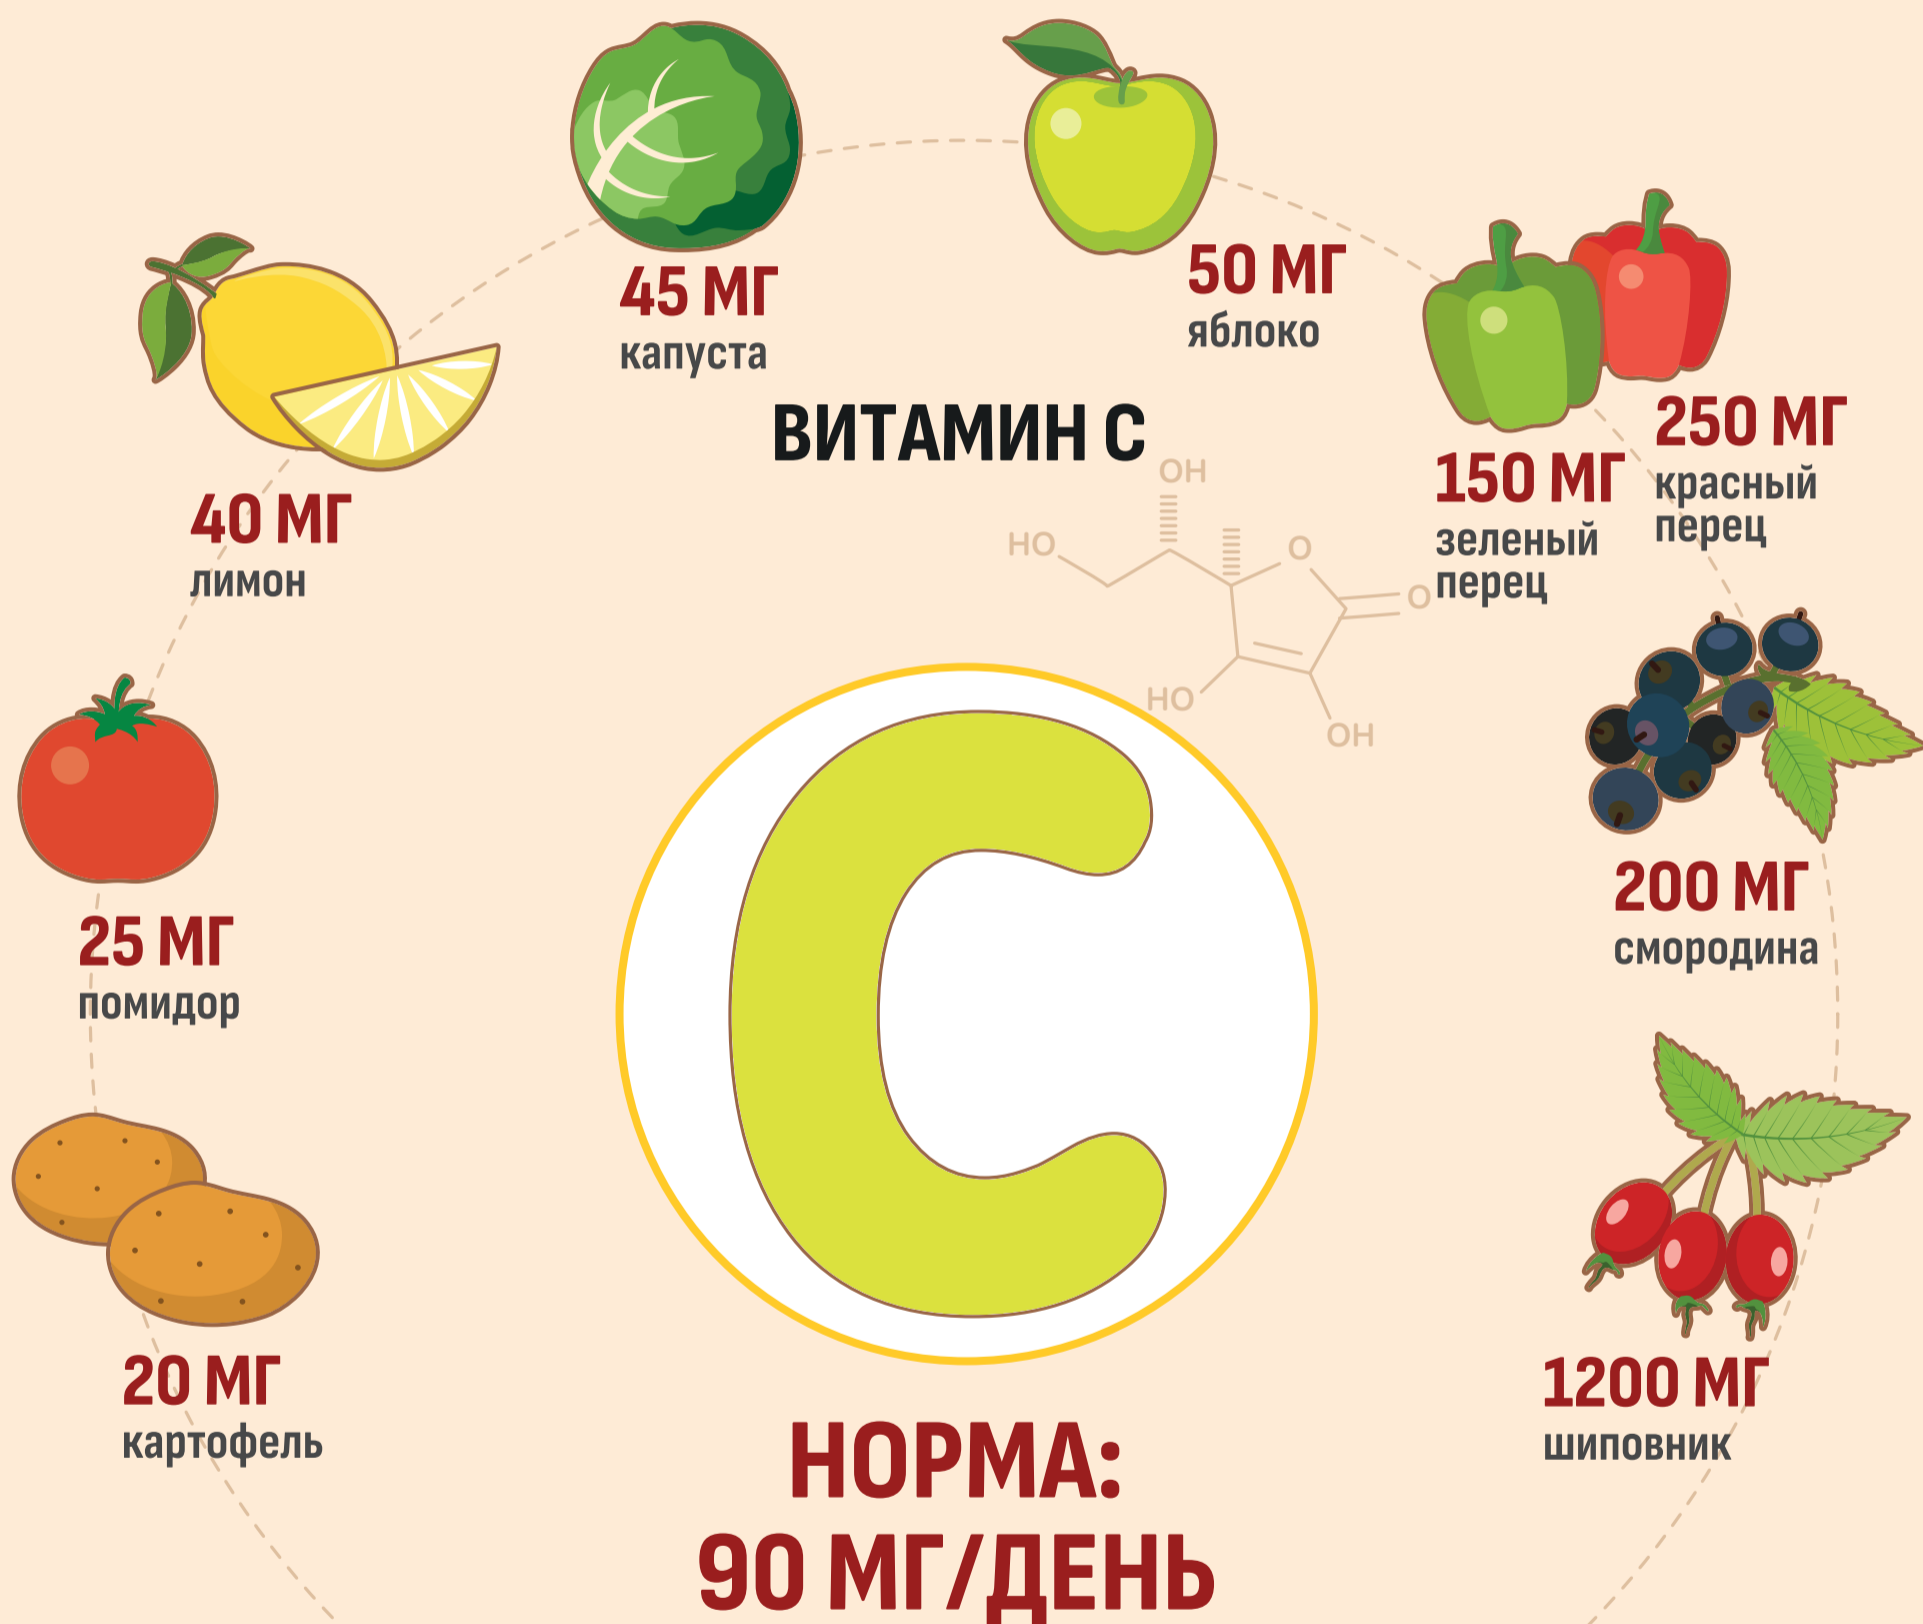 45 МГ
капуста
50 МГ
яблоко
250 МГ
красный
перец
150 МГ
зеленый
перец
40 МГ
лимон
ВИТАМИН С
OH
HO
O
O
HO
OH
25 МГ
помидор
200 МГ
смородина
C
20 МГ
картофель
1200 МГ
шиповник
НОРМА:
90 МГ/ДЕНЬ